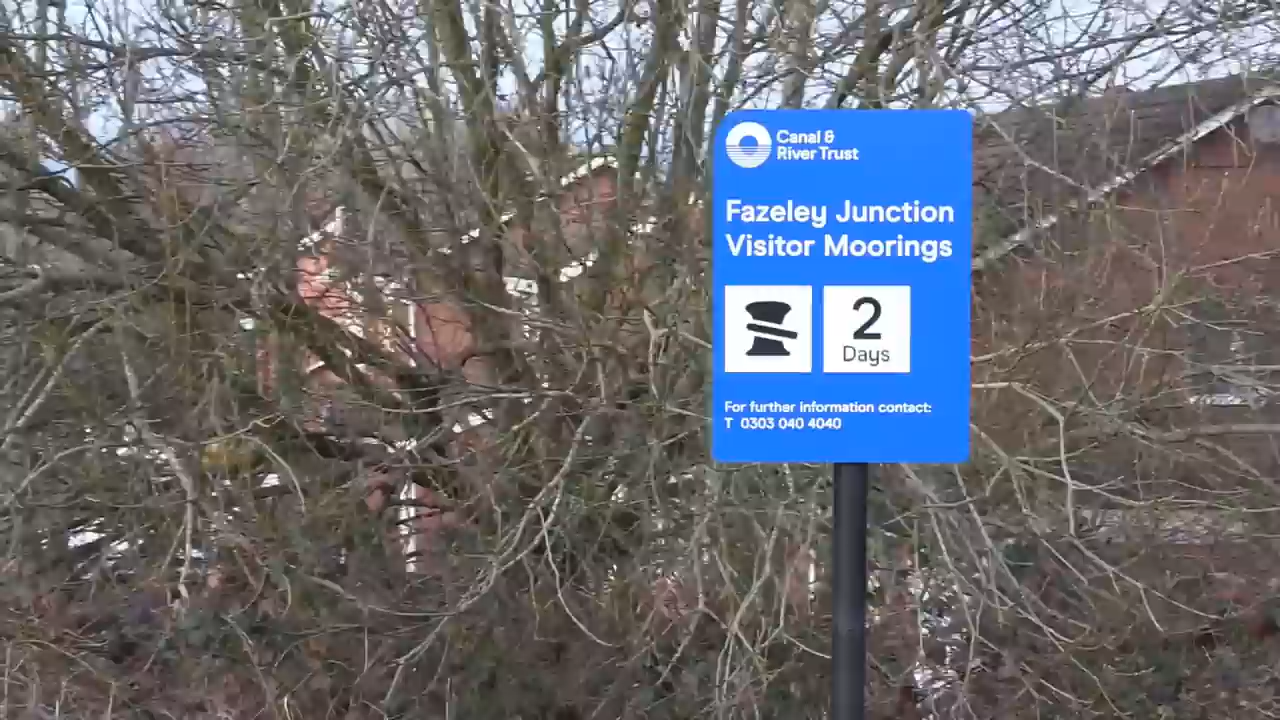 Canal &
River Trust
Fazeley Junction
Visitor Moorings
2
Days
For further information contact:
T 0303 040 4040